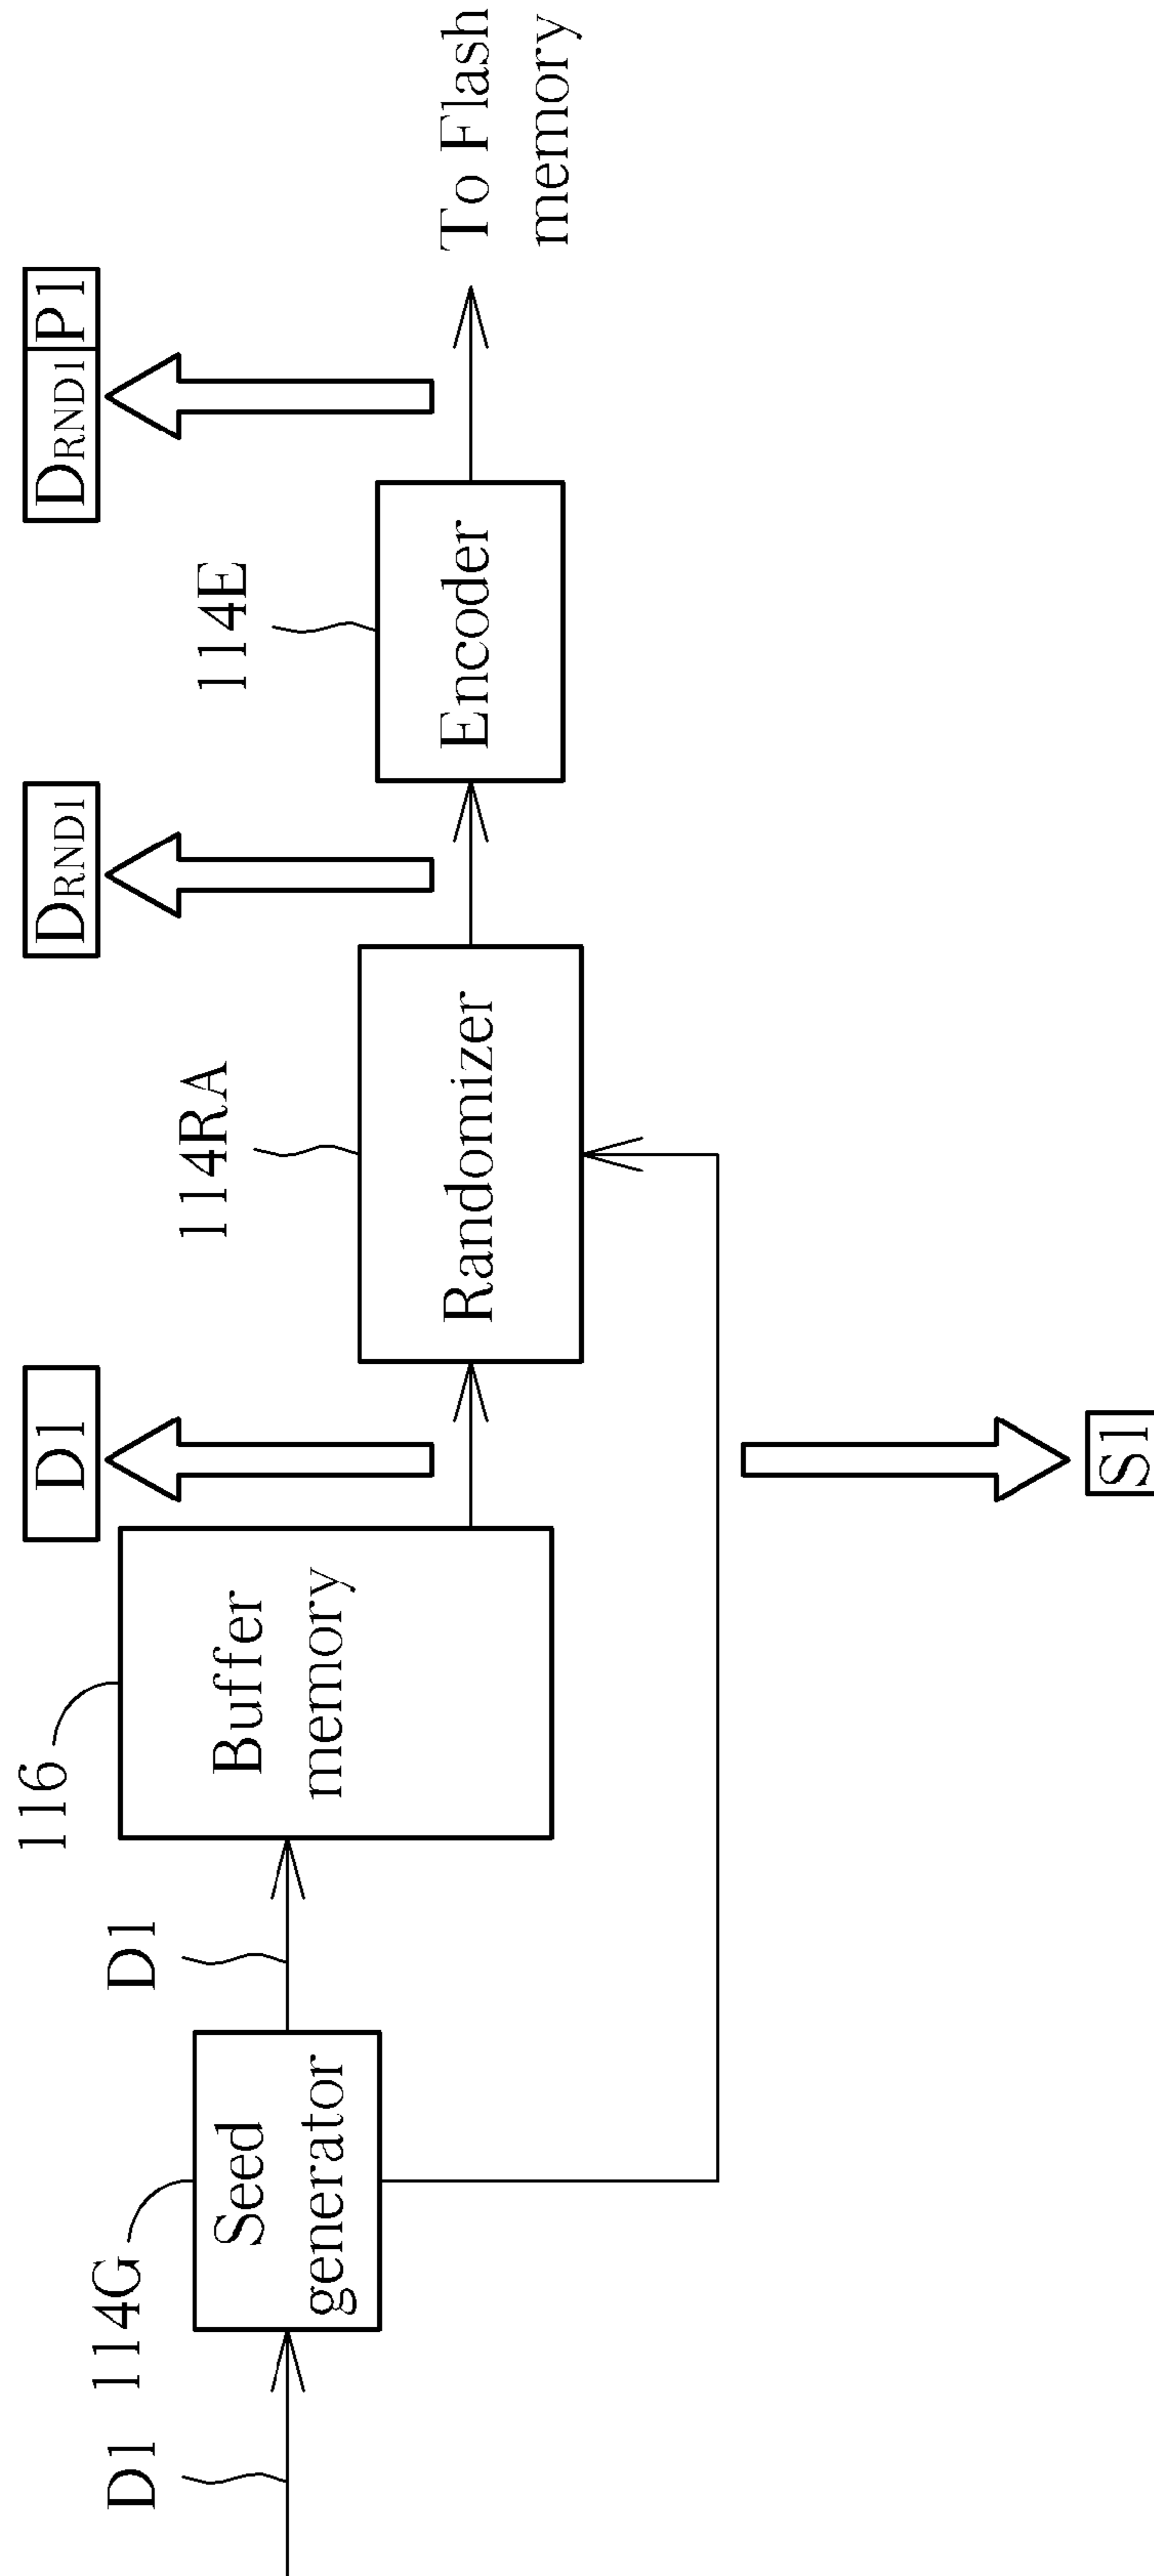 D1
114G
Seed
generator
D1
116
Buffer
memory
D1
S1
114RA
Randomizer
DRND1
114E
Encoder
DRND1 P1
To Flash
memory